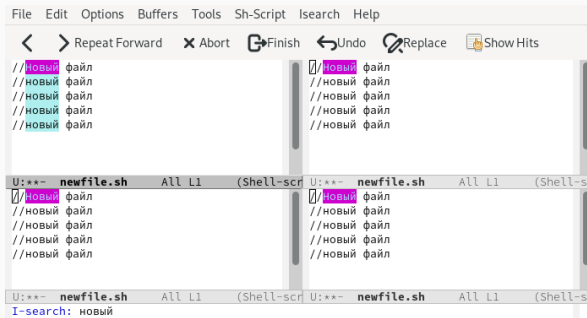 File Edit Options Buffers Tools Sh-Script Isearch Help
Repeat Forward Abort Finish Undo Replace Show Hits
//Новый файл
//новый файл
//новый файл
//новый файл
//новый файл
U:**- newfile.sh All L1 (Shell-scr
//Новый файл
//новый файл
//новый файл
//новый файл
//новый файл
U:**- newfile.sh All L1 (Shell-s
//Новый файл
//новый файл
//новый файл
//новый файл
//новый файл
U:**- newfile.sh All L1 (Shell-scr
//Новый файл
//новый файл
//новый файл
//новый файл
//новый файл
U:**- newfile.sh All L1 (Shell-s
I-search: новый